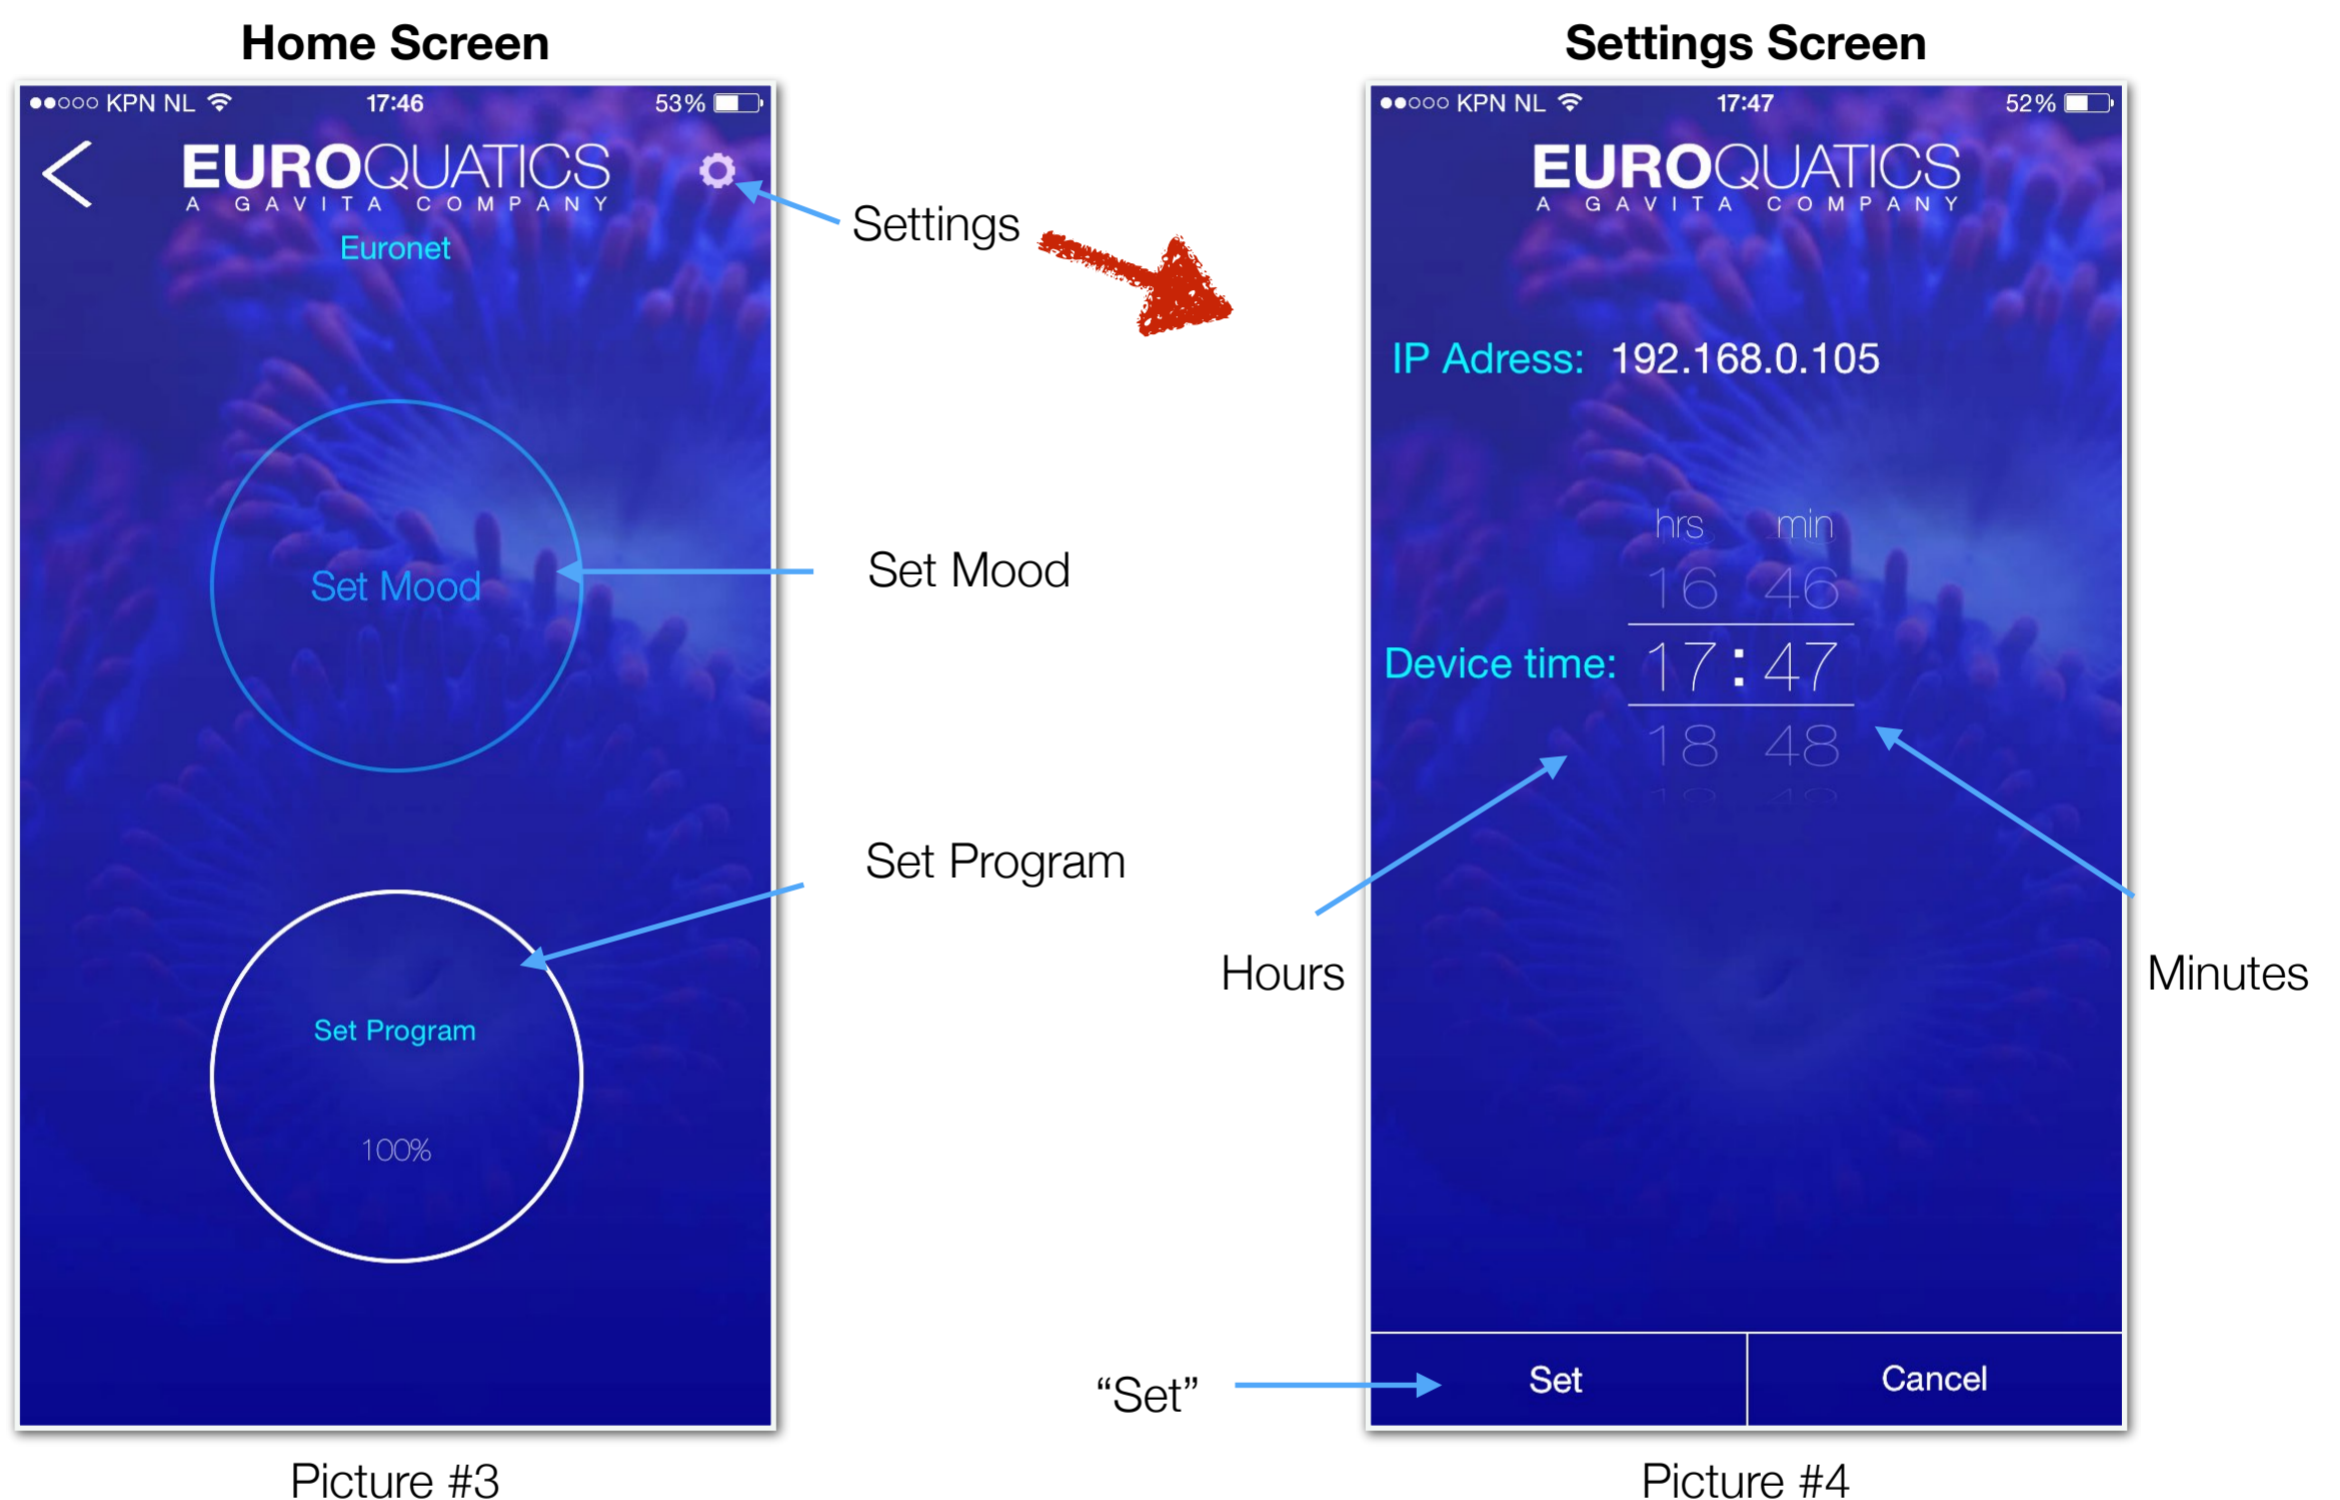 Home Screen
KPN NL 17:46 53%
EUROQUATICS
A GAVITA COMPANY
Euronet
Settings
Set Mood
Set Mood
Set Program
Set Program
100%
Picture #3
Settings Screen
KPN NL 17:47 52%
EUROQUATICS
A GAVITA COMPANY
IP Adress: 192.168.0.105
hrs min
16 46
Device time: 17:47
18 48
Hours
Minutes
“Set”
Set Cancel
Picture #4